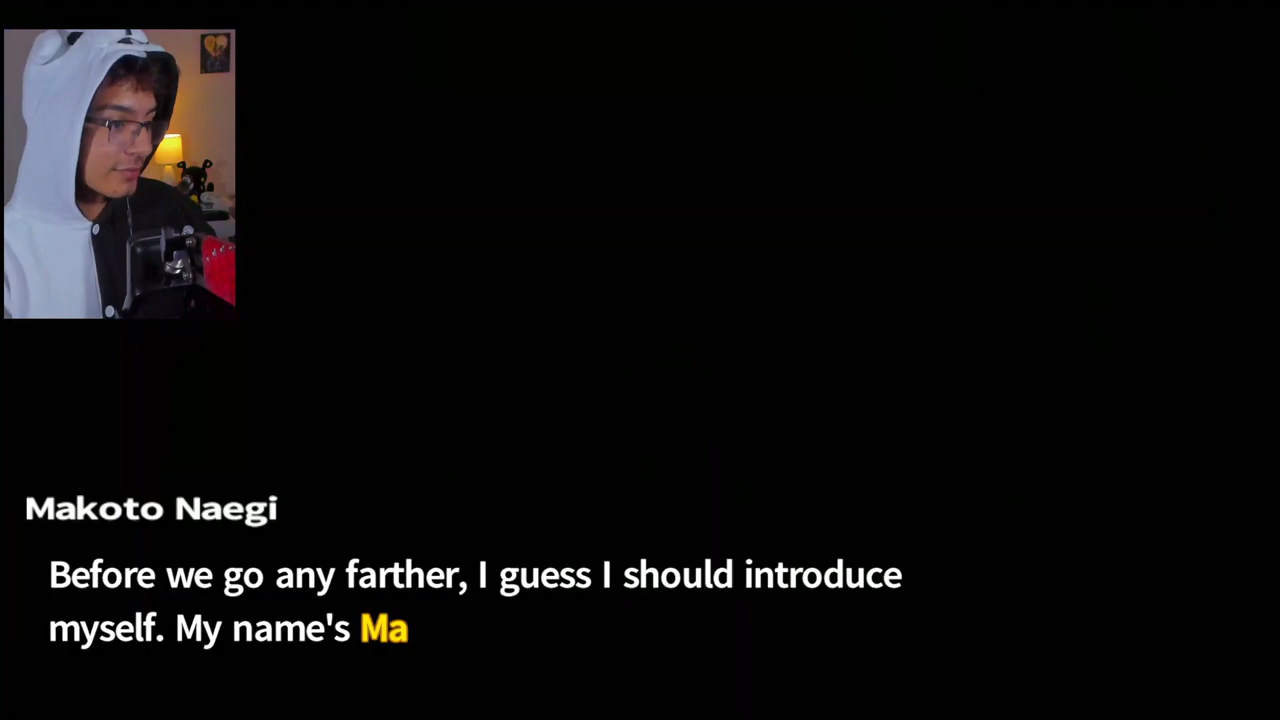 Makoto Naegi
Before we go any farther, I guess I should introduce
myself. My name's Ma